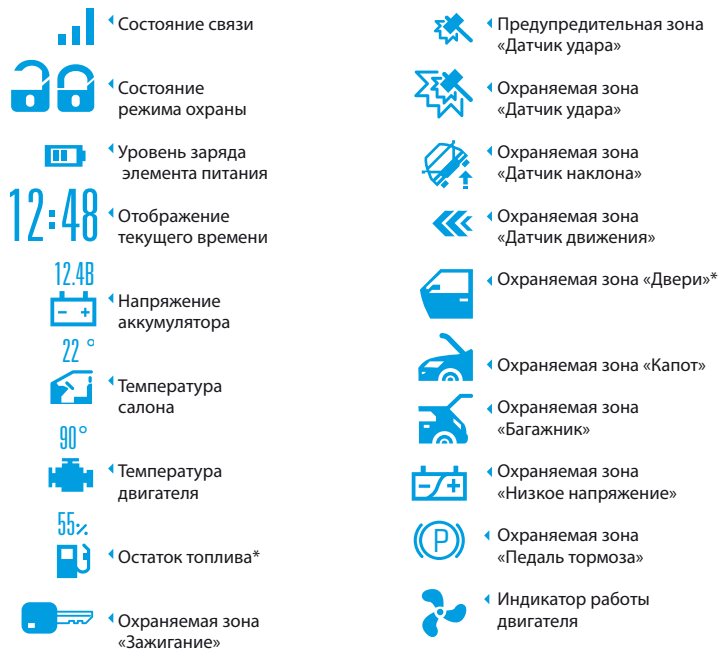 Состояние связи
Состояние
режима охраны
Уровень заряда
элемента питания
12:48
Отображение
текущего времени
12.4В
Напряжение
аккумулятора
22 °
Температура
салона
90°
Температура
двигателя
55%
Остаток топлива*
Охраняемая зона
«Зажигание»
Предупредительная зона
«Датчик удара»
Охраняемая зона
«Датчик удара»
Охраняемая зона
«Датчик наклона»
Охраняемая зона
«Датчик движения»
Охраняемая зона «Двери»*
Охраняемая зона «Капот»
Охраняемая зона
«Багажник»
Охраняемая зона
«Низкое напряжение»
P
Охраняемая зона
«Педаль тормоза»
Индикатор работы
двигателя